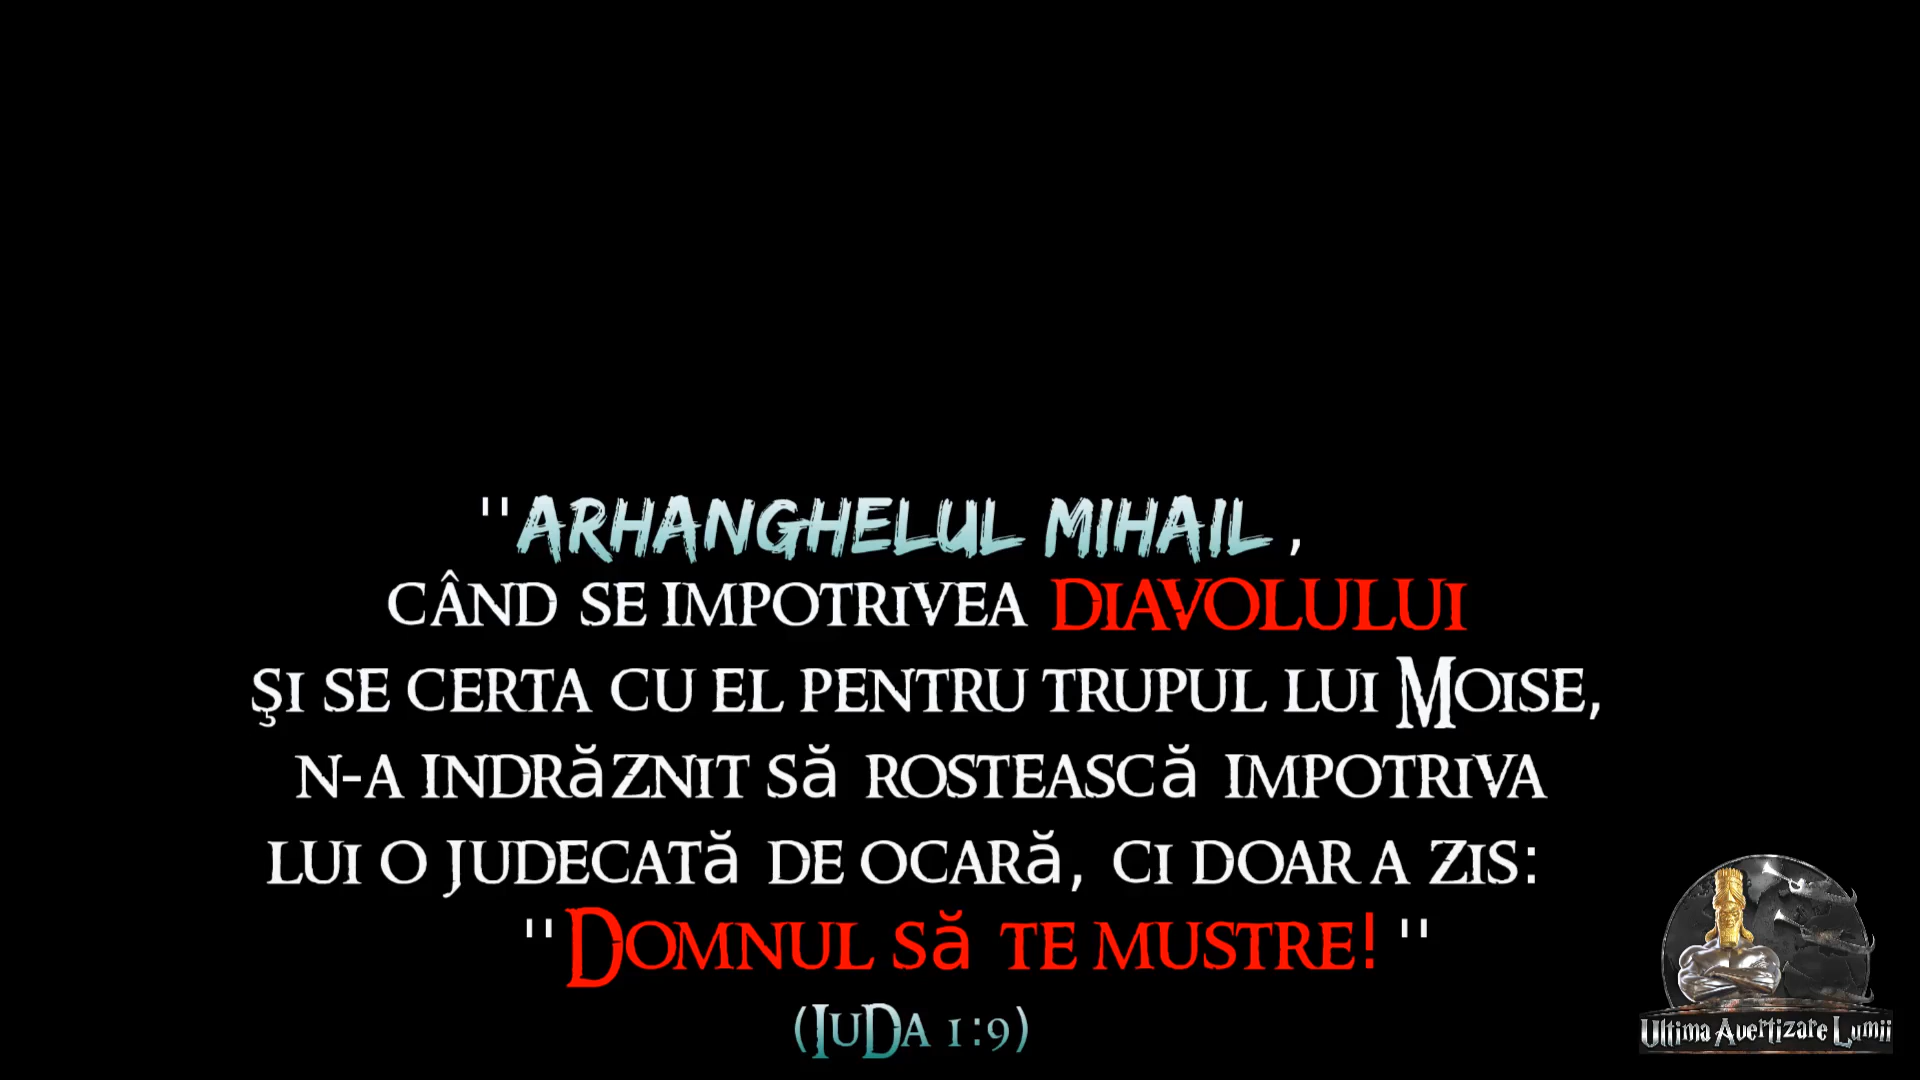 ''ARHANGHELUL MIHAIL ,
CÂND SE IMPOTRIVEA DIAVOLULUI
ŞI SE CERTA CU EL PENTRU TRUPUL LUI MOISE,
N-A INDRăZNIT Să ROSTEASCă IMPOTRIVA
LUI O JUDECATă DE OCARă, CI DOAR A ZIS:
''DOMNUL Să TE MUSTRE! ''
(IUDA 1:9)
Ultima Avertizare Lumii